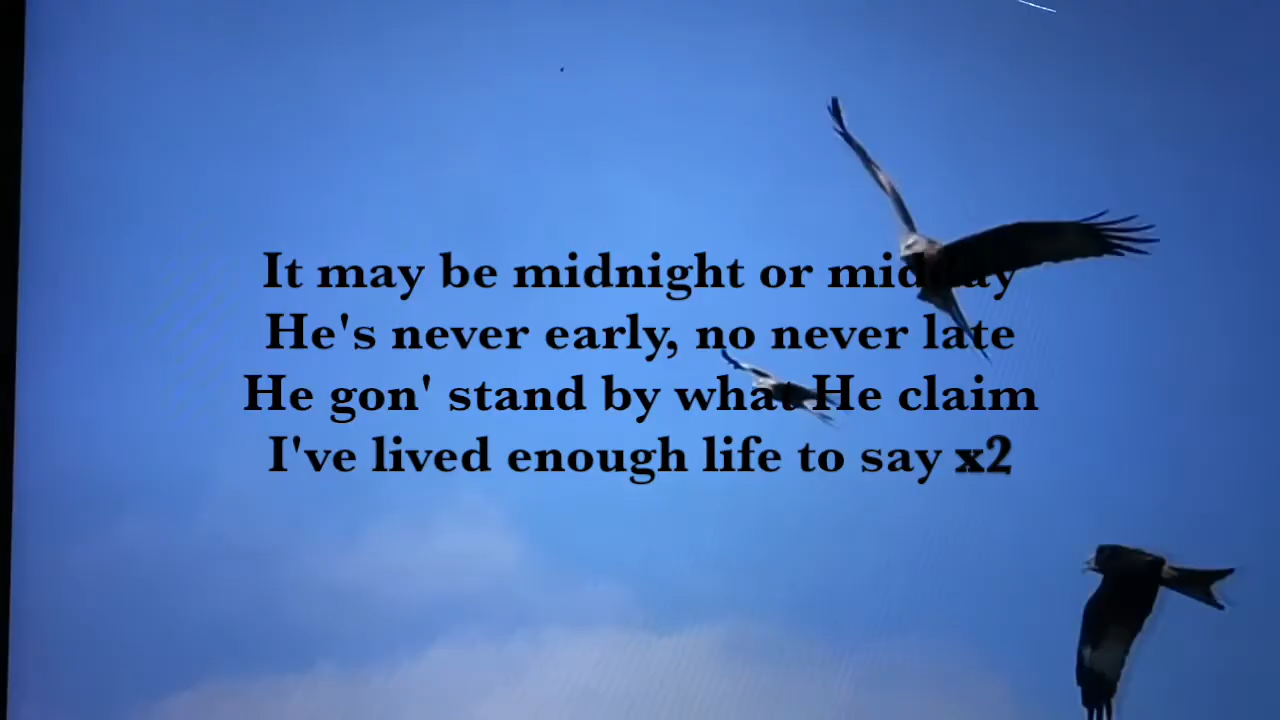 It may be midnight or midday
He's never early, no never late
He gon' stand by what He claim
I've lived enough life to say x2